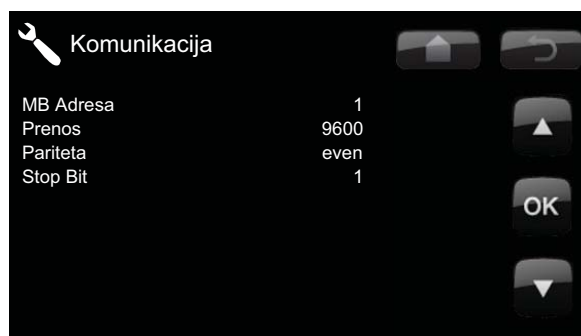 Komunikacija
MB Adresa 1
Prenos 9600
Pariteta even
Stop Bit 1
OK